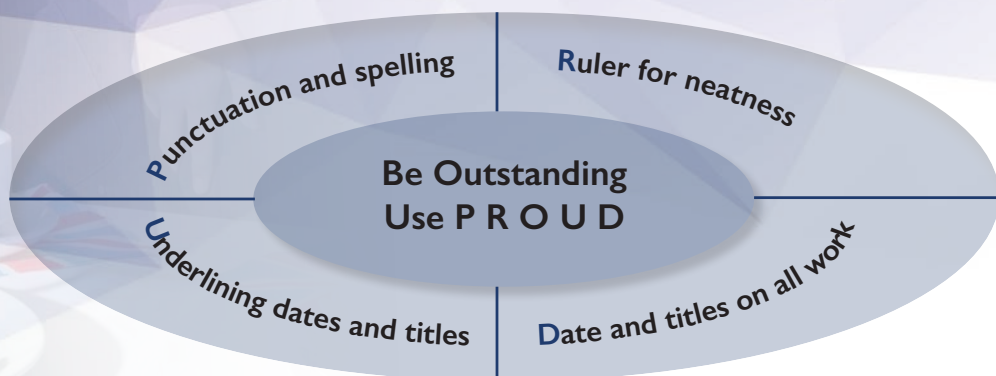 Punctuation and spelling
Ruler for neatness
Be Outstanding
Use P R O U D
Underlining dates and titles
Date and titles on all work